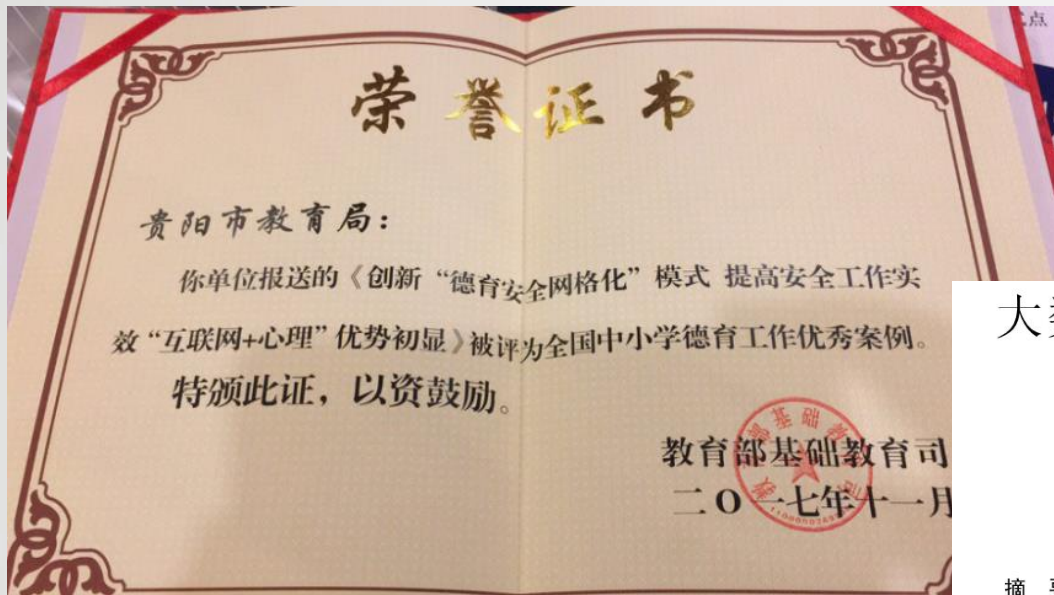 点
荣誉证书
贵阳市教育局：
你单位报送的《创新“德育安全网格化”模式 提高安全工作实
效“互联网+心理”优势初显》被评为全国中小学德育工作优秀案例。
特颁此证，以资鼓励。
教育部基础教育司
二〇一七年十一月
大
摘